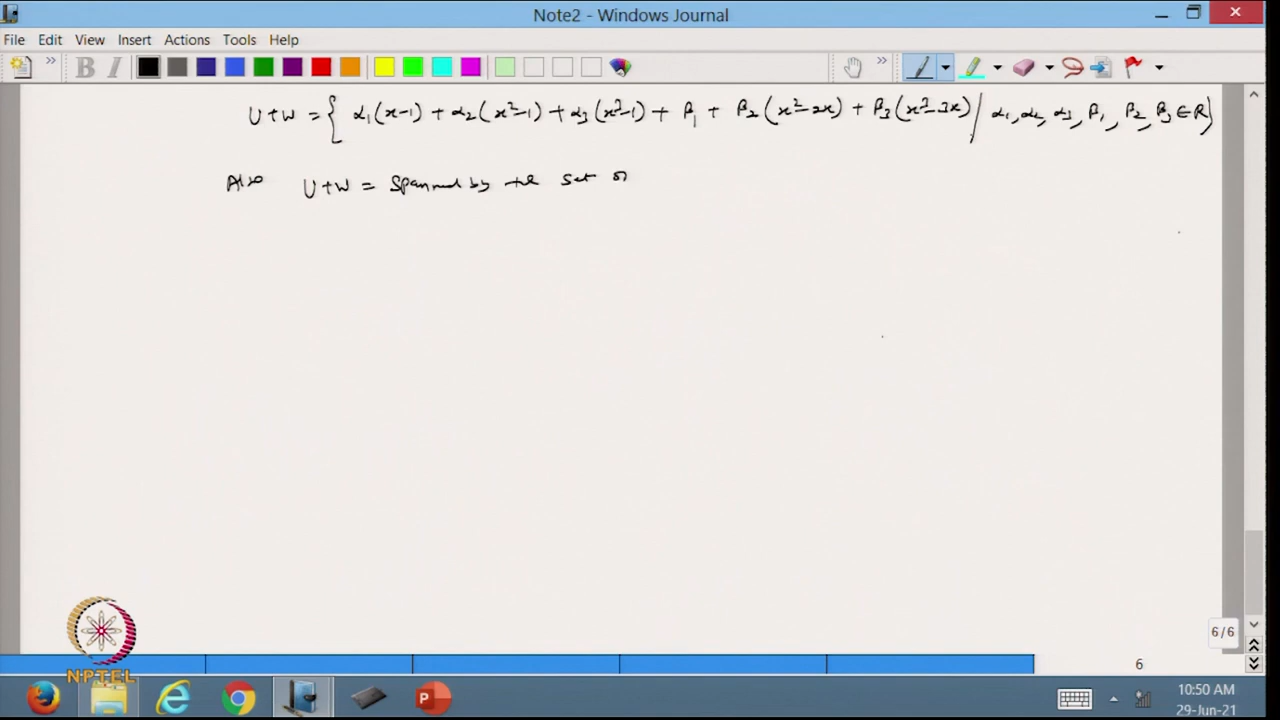 Note2 - Windows Journal
File Edit View Insert Actions Tools Help
U+W = { α₁(x-1) + α₂(x²-1) + α₃(x³-1) + β₁ + β₂(x²-2x) + β₃(x³-3x) / α₁, α₂, α₃, β₁, β₂, β₃ ∈ R }
Also U+W = Spanned by the set o
6 / 6
6
NPTEL
10:50 AM
29-Jun-21